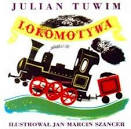 JULIAN TUWIM
LOKOMOTYWA
ILUSTROWAŁ JAN MARCIN SZANCER